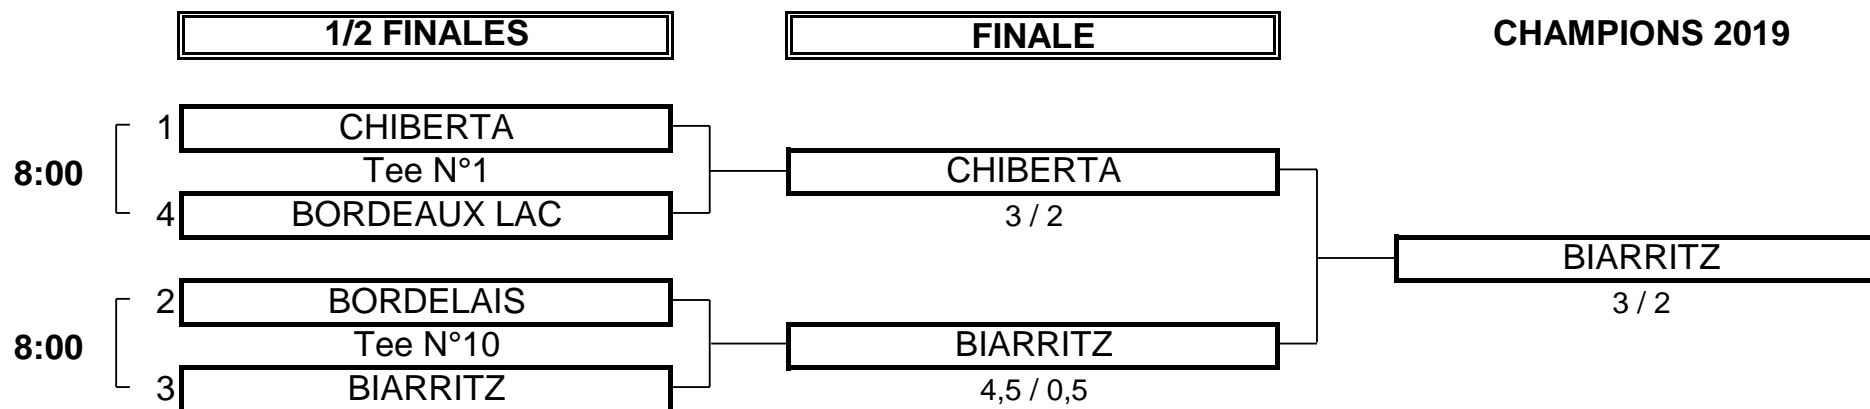 1/2 FINALES
FINALE
CHAMPIONS 2019
8:00
1 CHIBERTA
Tee N°1
4 BORDEAUX LAC
CHIBERTA
3 / 2
8:00
2 BORDELAIS
Tee N°10
3 BIARRITZ
BIARRITZ
4,5 / 0,5
BIARRITZ
3 / 2